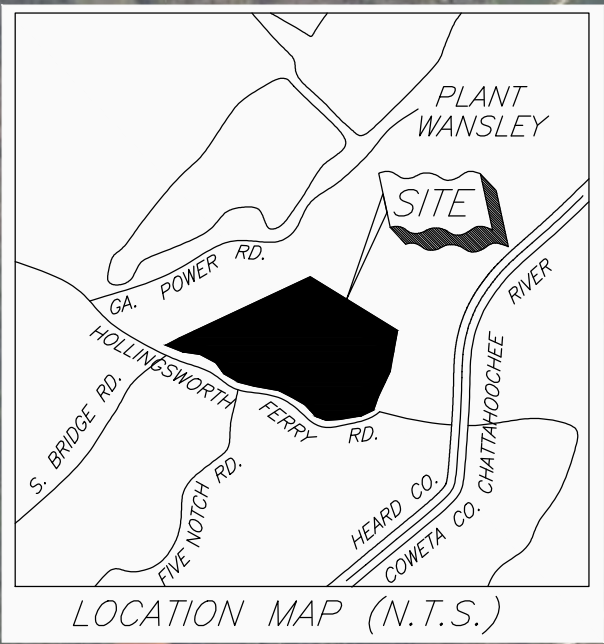 PLANT
WANSLEY
SITE
GA. POWER RD.
RIVER
HOLLINGSWORTH FERRY RD.
CHATTAHOOCHEE
S. BRIDGE RD.
FIVE NOTCH RD.
HEARD CO.
COWETA CO.
LOCATION MAP (N.T.S.)